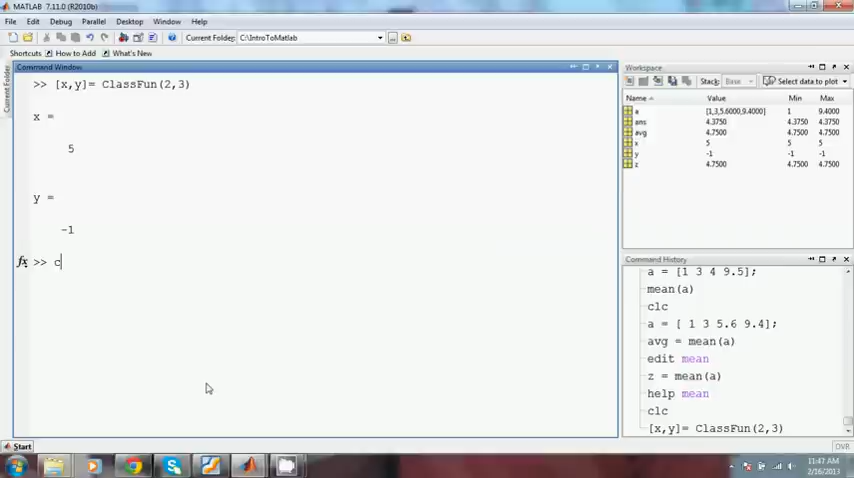 MATLAB 7.11.0 (R2010b)
File Edit Debug Parallel Desktop Window Help
Current Folder: C:\IntroToMatlab
Shortcuts How to Add What's New
Current Folder
Command Window
>> [x,y]= ClassFun(2,3)
x =
5
y =
-1
fx >> c
Workspace
Stack: Base Select data to plot
Name Value Min Max
a [1,3,5.6000,9.4000] 1 9.4000
ans 4.3750 4.3750 4.3750
avg 4.7500 4.7500 4.7500
x 5 5 5
y -1 -1 -1
z 4.7500 4.7500 4.7500
Command History
a = [1 3 4 9.5];
mean(a)
clc
a = [ 1 3 5.6 9.4];
avg = mean(a)
edit mean
z = mean(a)
help mean
clc
[x,y]= ClassFun(2,3)
Start
OVR
11:47 AM
2/16/2013